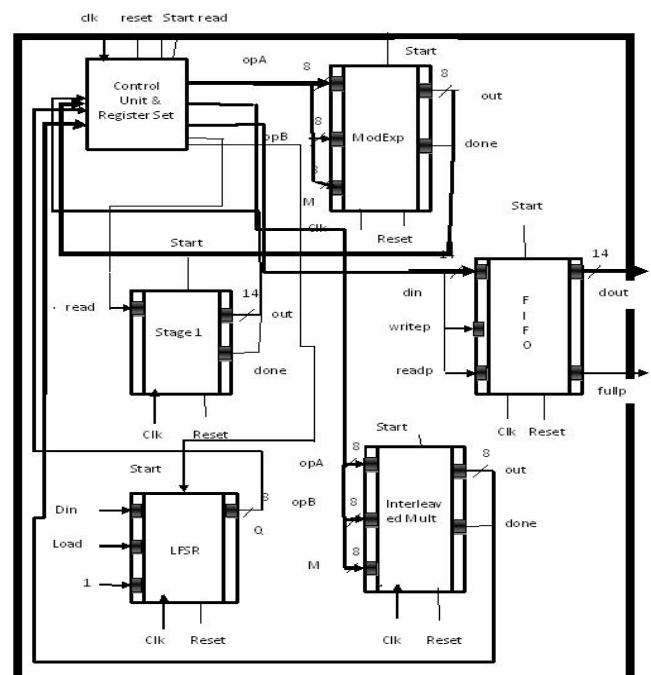 clk reset Start read
Control
Unit &
Register Set
opA
8
Start
8
out
opB
8
ModExp
done
8
M
Clk
Reset
Start
Start
14
14
din
dout
FIFO
read
14
out
Stage 1
writep
done
readp
fullp
Clk
Reset
Clk
Reset
Start
Start
opA
8
8
out
Din
8
opB
8
Interleav
ed Mult
Q
Load
LFSR
done
M
8
1
Clk
Reset
Clk
Reset